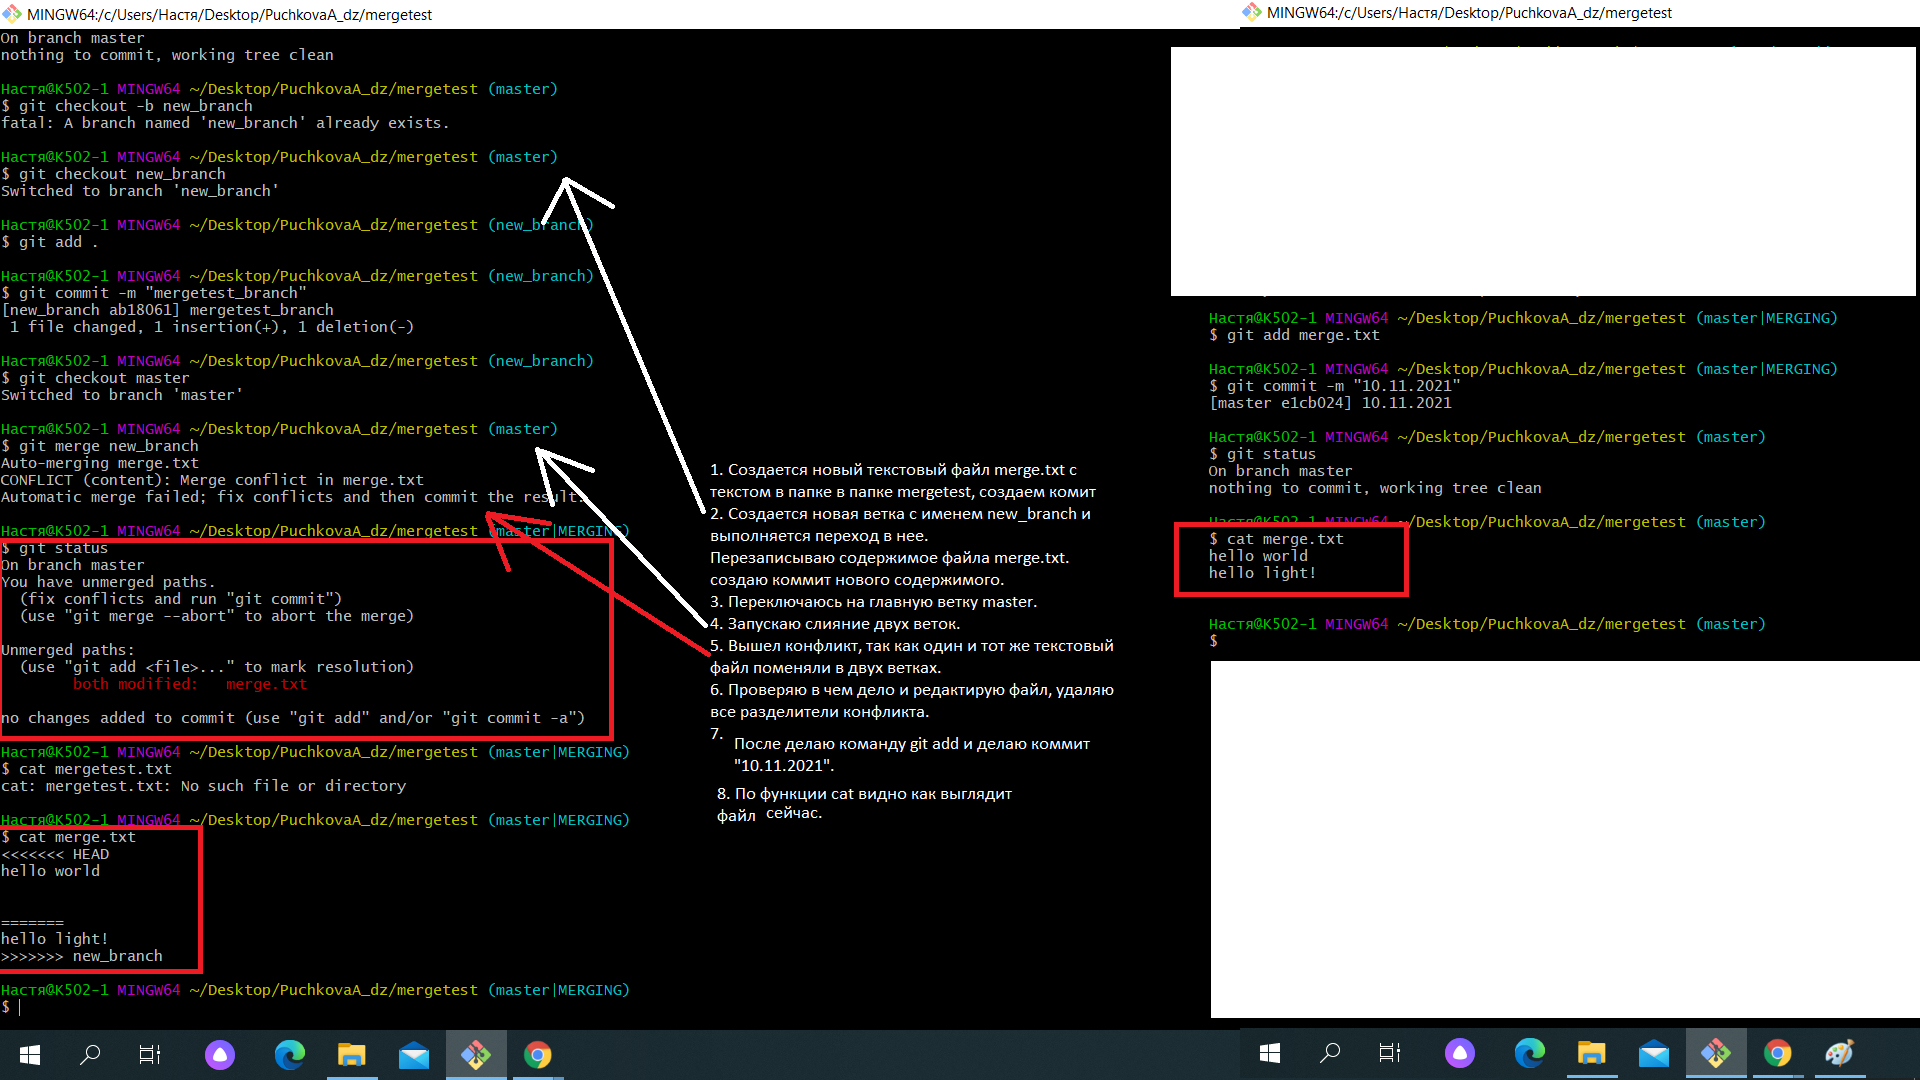 MINGW64:/c/Users/Настя/Desktop/PuchkovaA_dz/mergetest
On branch master
nothing to commit, working tree clean
Настя@K502-1 MINGW64 ~/Desktop/PuchkovaA_dz/mergetest (master)
$ git checkout -b new_branch
fatal: A branch named 'new_branch' already exists.
Настя@K502-1 MINGW64 ~/Desktop/PuchkovaA_dz/mergetest (master)
$ git checkout new_branch
Switched to branch 'new_branch'
Настя@K502-1 MINGW64 ~/Desktop/PuchkovaA_dz/mergetest (new_branch)
$ git add .
Настя@K502-1 MINGW64 ~/Desktop/PuchkovaA_dz/mergetest (new_branch)
$ git commit -m "mergetest_branch"
[new_branch ab18061] mergetest_branch
1 file changed, 1 insertion(+), 1 deletion(-)
Настя@K502-1 MINGW64 ~/Desktop/PuchkovaA_dz/mergetest (new_branch)
$ git checkout master
Switched to branch 'master'
Настя@K502-1 MINGW64 ~/Desktop/PuchkovaA_dz/mergetest (master)
$ git merge new_branch
Auto-merging merge.txt
CONFLICT (content): Merge conflict in merge.txt
Automatic merge failed; fix conflicts and then commit the result.
Настя@K502-1 MINGW64 ~/Desktop/PuchkovaA_dz/mergetest (master|MERGING)
$ git status
On branch master
You have unmerged paths.
(fix conflicts and run "git commit")
(use "git merge --abort" to abort the merge)
Unmerged paths:
(use "git add <file>..." to mark resolution)
both modified:   merge.txt
no changes added to commit (use "git add" and/or "git commit -a")
Настя@K502-1 MINGW64 ~/Desktop/PuchkovaA_dz/mergetest (master|MERGING)
$ cat mergetest.txt
cat: mergetest.txt: No such file or directory
Настя@K502-1 MINGW64 ~/Desktop/PuchkovaA_dz/mergetest (master|MERGING)
$ cat merge.txt
<<<<<<< HEAD
hello world
=======
hello light!
>>>>>>> new_branch
Настя@K502-1 MINGW64 ~/Desktop/PuchkovaA_dz/mergetest (master|MERGING)
$
1. Создается новый текстовый файл merge.txt с
текстом в папке в папке mergetest, создаем комит
2. Создается новая ветка с именем new_branch и
выполняется переход в нее.
Перезаписываю содержимое файла merge.txt.
создаю коммит нового содержимого.
3. Переключаюсь на главную ветку master.
4. Запускаю слияние двух веток.
5. Вышел конфликт, так как один и тот же текстовый
файл поменяли в двух ветках.
6. Проверяю в чем дело и редактирую файл, удаляю
все разделители конфликта.
7.
После делаю команду git add и делаю коммит
"10.11.2021".
8. По функции cat видно как выглядит
файл сейчас.
MINGW64:/c/Users/Настя/Desktop/PuchkovaA_dz/mergetest
Настя@K502-1 MINGW64 ~/Desktop/PuchkovaA_dz/mergetest (master|MERGING)
$ git add merge.txt
Настя@K502-1 MINGW64 ~/Desktop/PuchkovaA_dz/mergetest (master|MERGING)
$ git commit -m "10.11.2021"
[master e1cb024] 10.11.2021
Настя@K502-1 MINGW64 ~/Desktop/PuchkovaA_dz/mergetest (master)
$ git status
On branch master
nothing to commit, working tree clean
Настя@K502-1 MINGW64 ~/Desktop/PuchkovaA_dz/mergetest (master)
$ cat merge.txt
hello world
hello light!
Настя@K502-1 MINGW64 ~/Desktop/PuchkovaA_dz/mergetest (master)
$